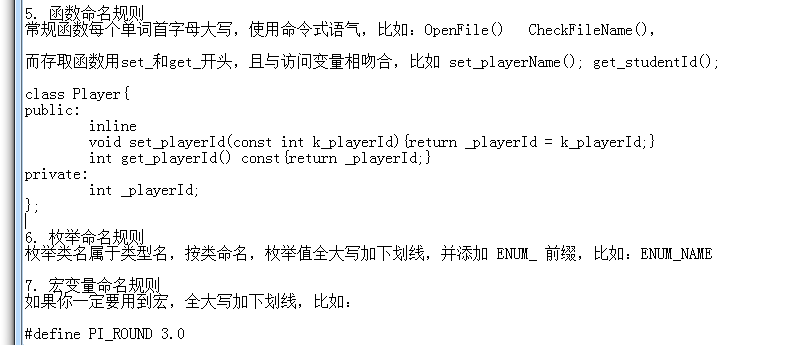 5. 函数命名规则
常规函数每个单词首字母大写，使用命令式语气，比如：OpenFile()   CheckFileName()，
而存取函数用set_和get_开头，且与访问变量相吻合，比如 set_playerName(); get_studentId();
class Player{
public:
        inline
        void set_playerId(const int k_playerId){return _playerId = k_playerId;}
        int get_playerId() const{return _playerId;}
private:
        int _playerId;
};
6. 枚举命名规则
枚举类名属于类型名，按类命名，枚举值全大写加下划线，并添加 ENUM_ 前缀，比如：ENUM_NAME
7. 宏变量命名规则
如果你一定要用到宏，全大写加下划线，比如：
#define PI_ROUND 3.0